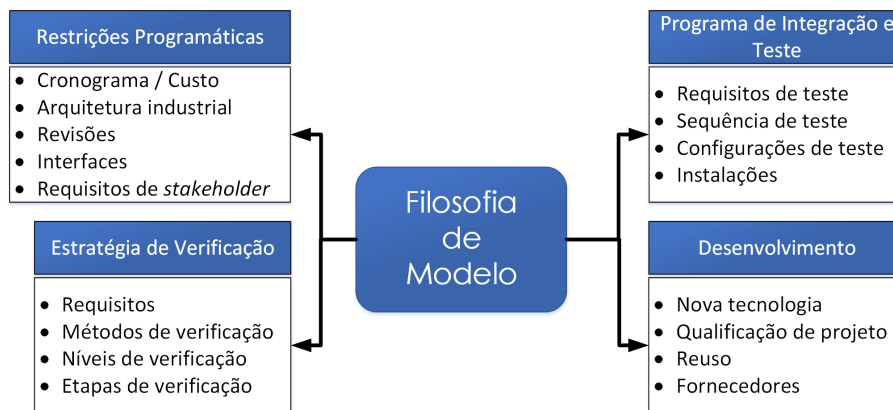 Restrições Programáticas
• Cronograma / Custo
• Arquitetura industrial
• Revisões
• Interfaces
• Requisitos de stakeholder
Estratégia de Verificação
• Requisitos
• Métodos de verificação
• Níveis de verificação
• Etapas de verificação
Filosofia
de
Modelo
Programa de Integração e
Teste
• Requisitos de teste
• Sequência de teste
• Configurações de teste
• Instalações
Desenvolvimento
• Nova tecnologia
• Qualificação de projeto
• Reuso
• Fornecedores